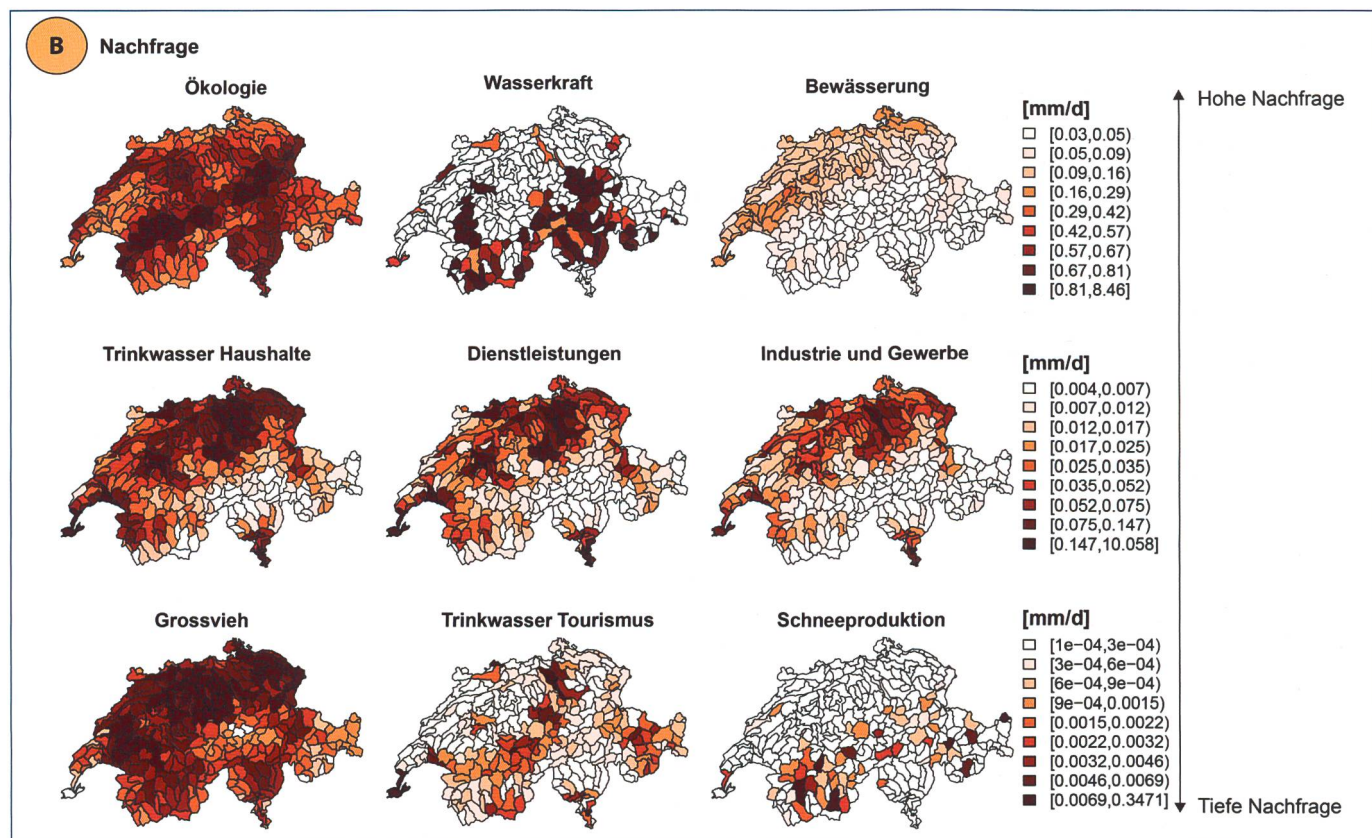 B Nachfrage
Ökologie
Wasserkraft
Bewässerung
[mm/d]
[0.03,0.05)
[0.05,0.09)
[0.09,0.16)
[0.16,0.29)
[0.29,0.42)
[0.42,0.57)
[0.57,0.67)
[0.67,0.81)
[0.81,8.46]
Hohe Nachfrage
Trinkwasser Haushalte
Dienstleistungen
Industrie und Gewerbe
[mm/d]
[0.004,0.007)
[0.007,0.012)
[0.012,0.017)
[0.017,0.025)
[0.025,0.035)
[0.035,0.052)
[0.052,0.075)
[0.075,0.147)
[0.147,10.058]
Grossvieh
Trinkwasser Tourismus
Schneeproduktion
[mm/d]
[1e−04,3e−04)
[3e−04,6e−04)
[6e−04,9e−04)
[9e−04,0.0015)
[0.0015,0.0022)
[0.0022,0.0032)
[0.0032,0.0046)
[0.0046,0.0069)
[0.0069,0.3471]
Tiefe Nachfrage